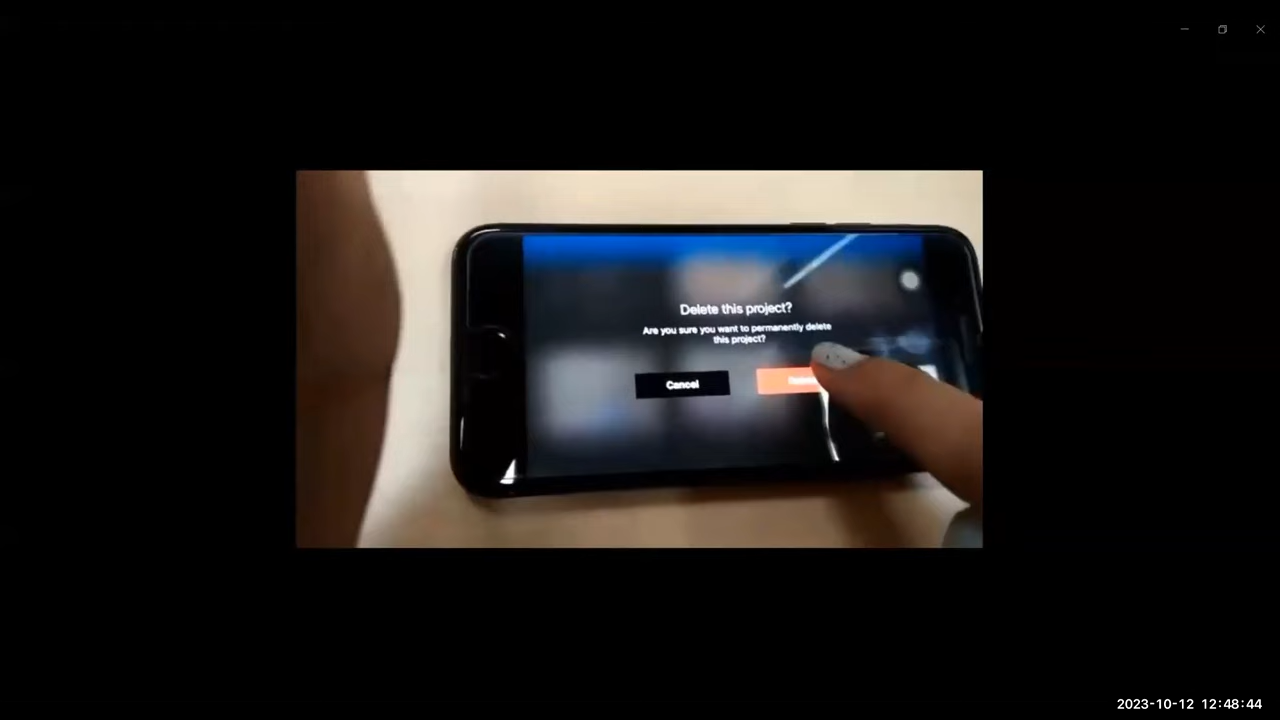 Delete this project?
Are you sure you want to permanently delete
this project?
Cancel
2023-10-12 12:48:44